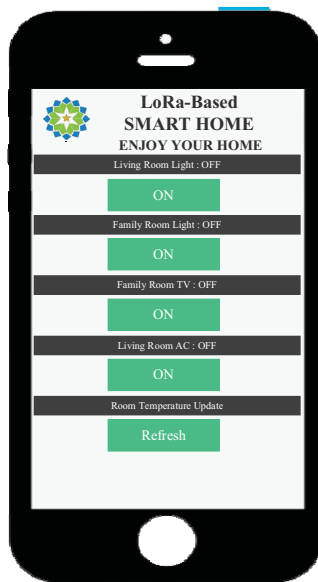 LoRa-Based
SMART HOME
ENJOY YOUR HOME
Living Room Light : OFF
ON
Family Room Light : OFF
ON
Family Room TV : OFF
ON
Living Room AC : OFF
ON
Room Temperature Update
Refresh